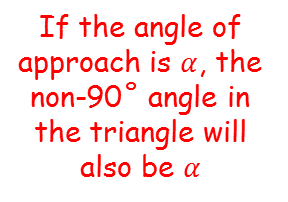 If the angle of
approach is α, the
non-90˚ angle in
the triangle will
also be α